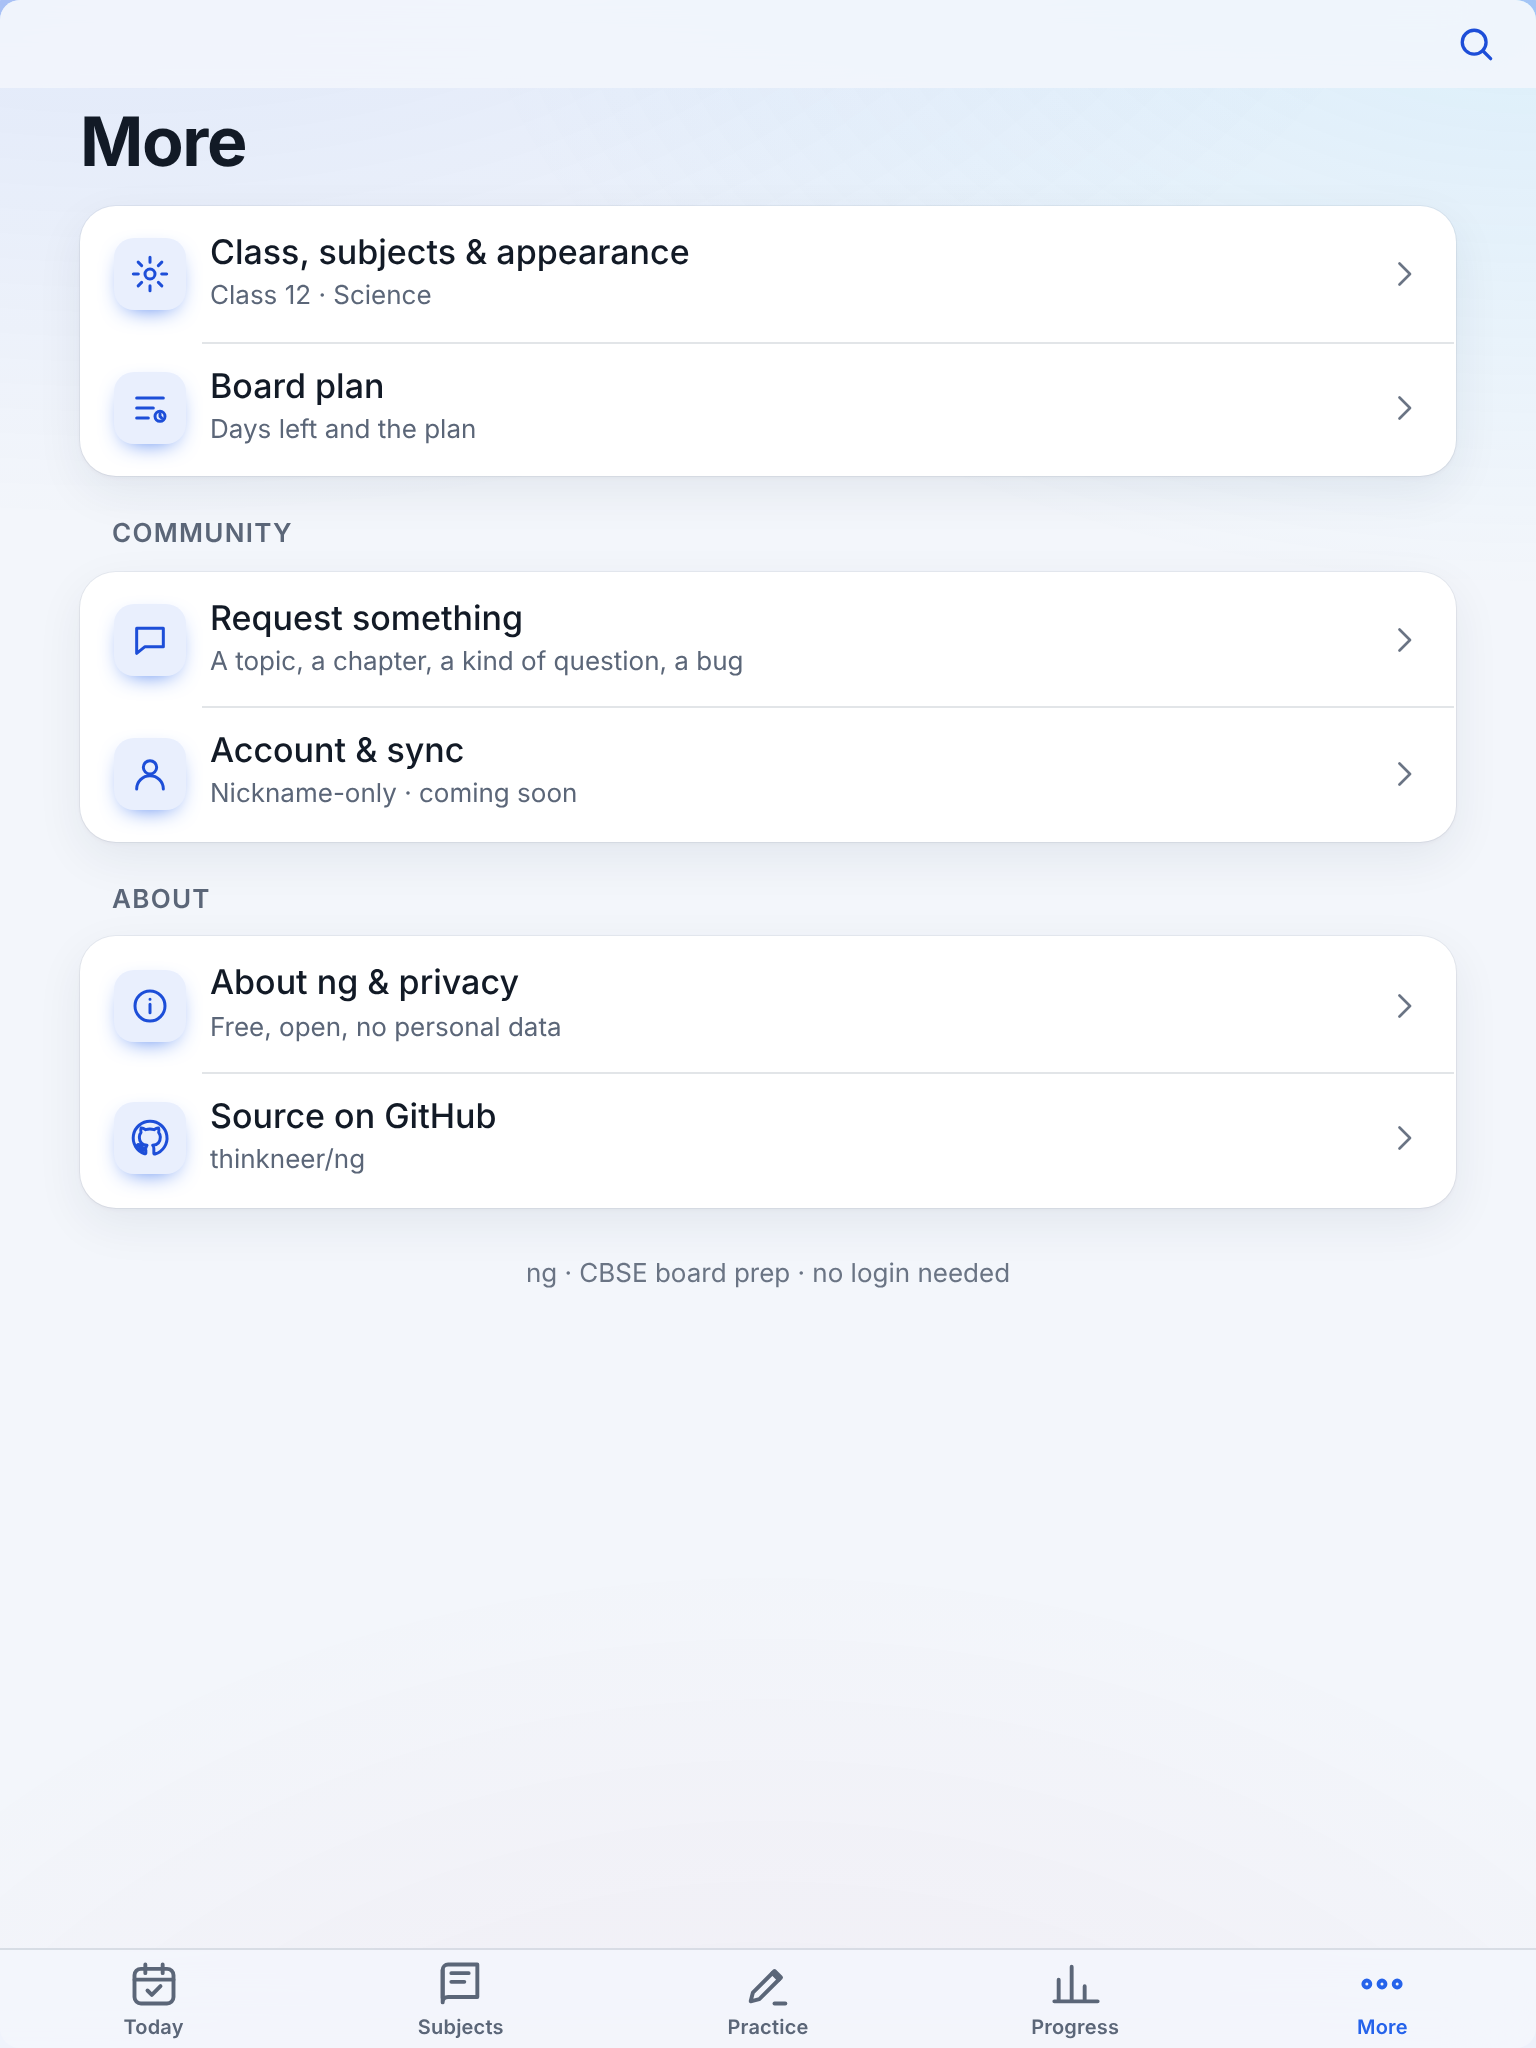 More
Class, subjects & appearance
Class 12 · Science
Board plan
Days left and the plan
COMMUNITY
Request something
A topic, a chapter, a kind of question, a bug
Account & sync
Nickname-only · coming soon
ABOUT
About ng & privacy
Free, open, no personal data
Source on GitHub
thinkneer/ng
ng · CBSE board prep · no login needed
Today
Subjects
Practice
Progress
More